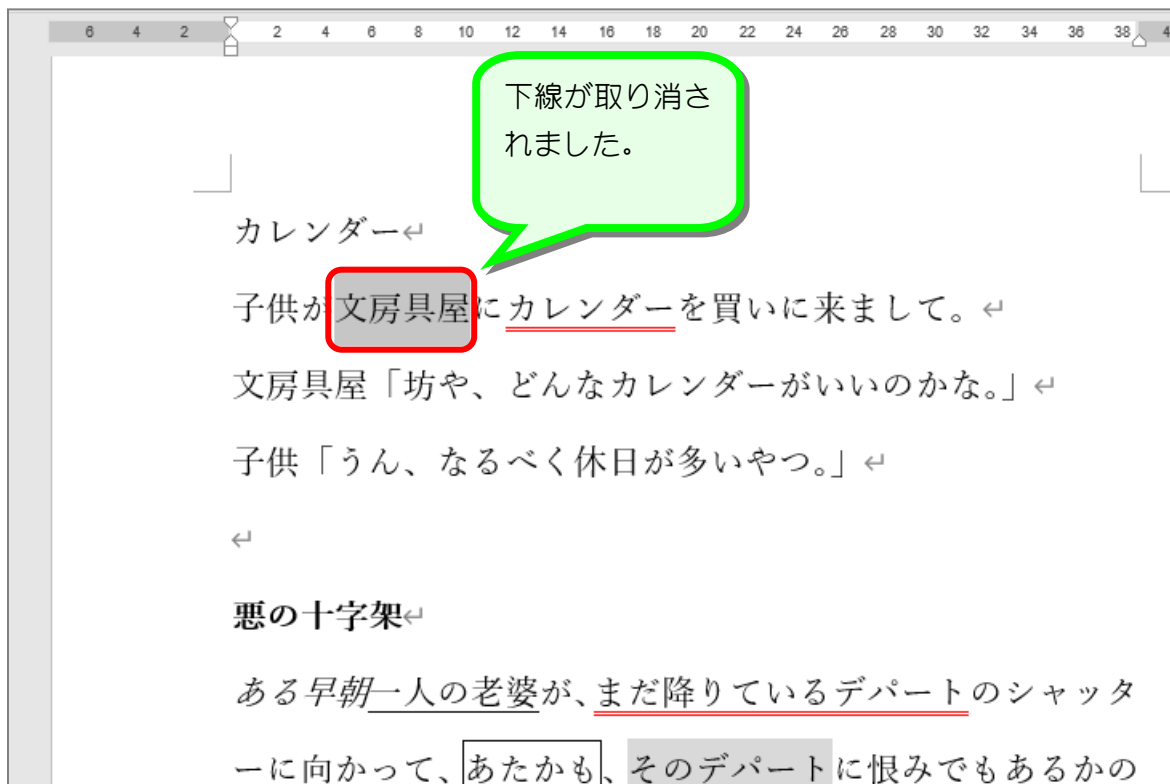 6 4 2 2 4 6 8 10 12 14 16 18 20 22 24 26 28 30 32 34 36 38 4
下線が取り消さ
れました。
カレンダー↵
子供が文房具屋にカレンダーを買いに来まして。↵
文房具屋「坊や、どんなカレンダーがいいのかな。」↵
子供「うん、なるべく休日が多いやつ。」↵
↵
悪の十字架↵
ある早朝一人の老婆が、まだ降りているデパートのシャッタ
ーに向かって、あたかも、そのデパートに恨みでもあるかの